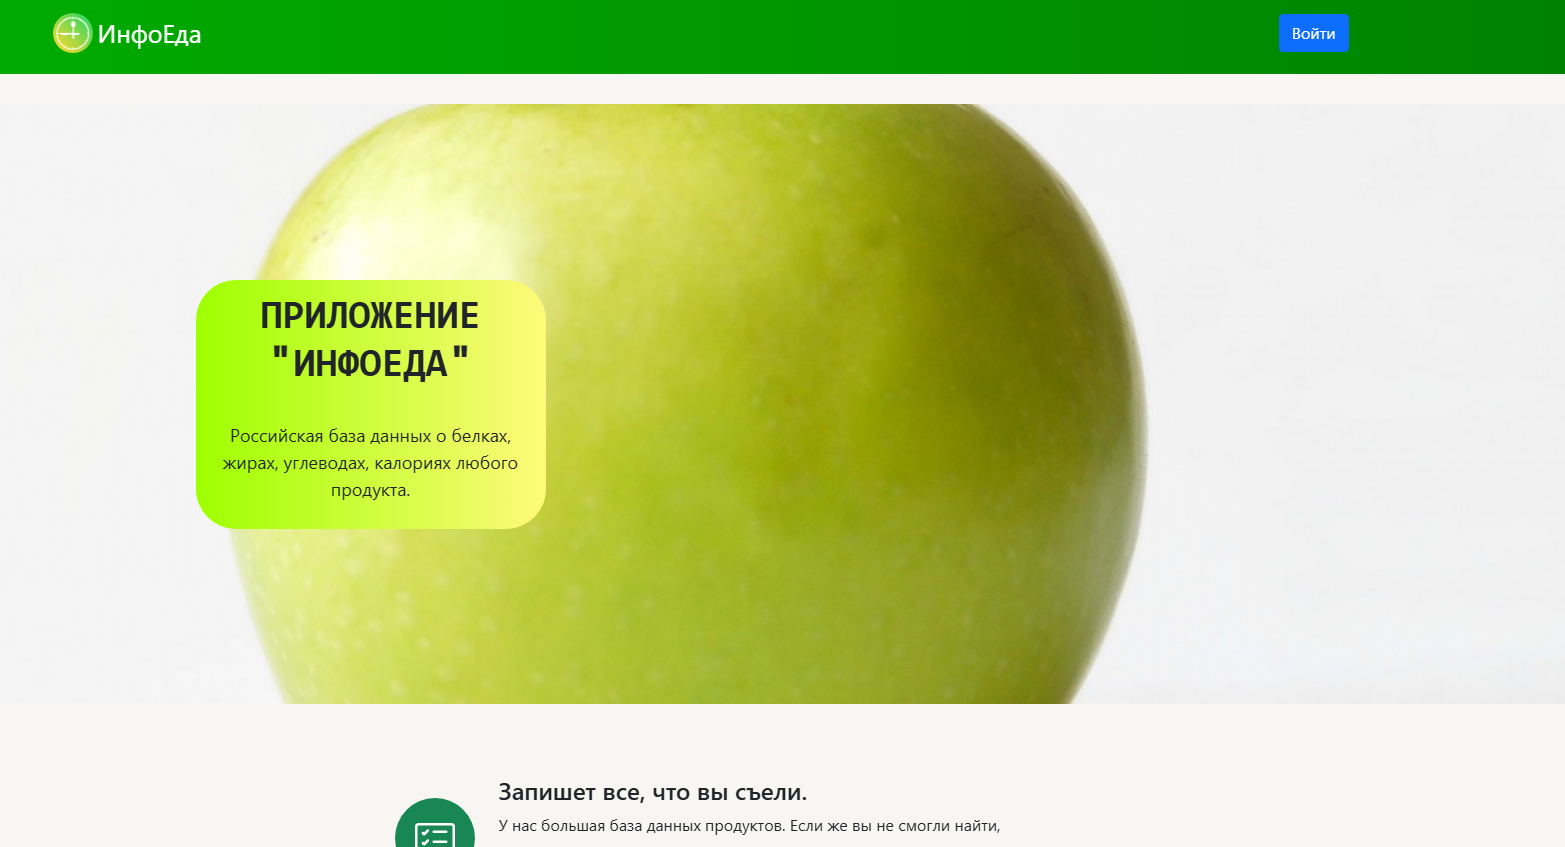 ИнфоЕда
Войти
ПРИЛОЖЕНИЕ
"ИНФОЕДА"
Российская база данных о белках,
жирах, углеводах, калориях любого
продукта.
Запишет все, что вы съели.
У нас большая база данных продуктов. Если же вы не смогли найти,